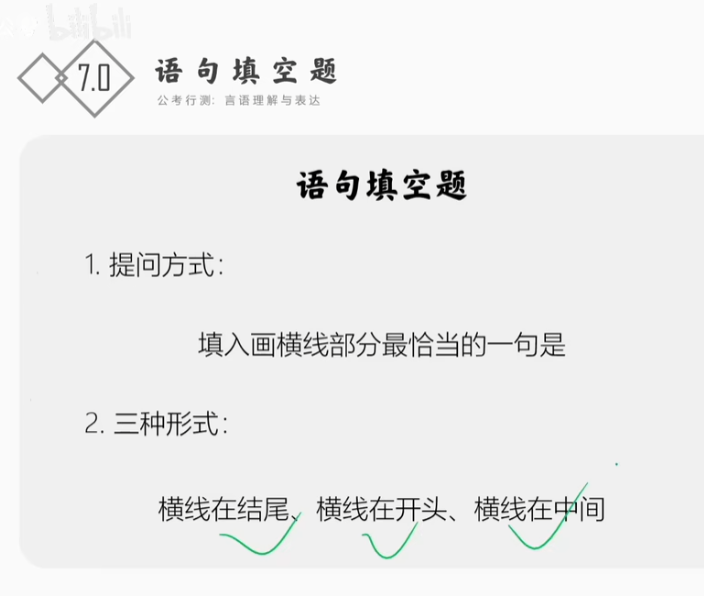 bilibili
7.0
语句填空题
公考行测: 言语理解与表达
语句填空题
1. 提问方式:
填入画横线部分最恰当的一句是
2. 三种形式:
横线在结尾、横线在开头、横线在中间